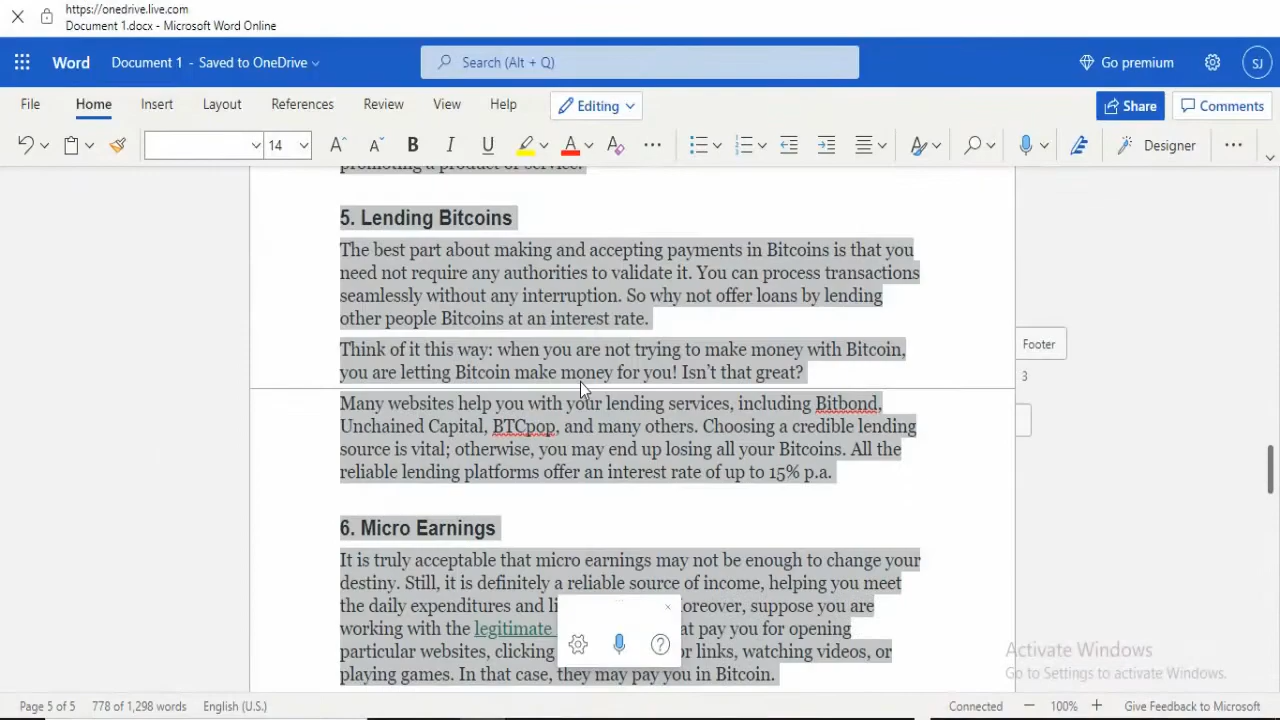 https://onedrive.live.com
Document 1.docx - Microsoft Word Online
Word
Document 1 - Saved to OneDrive
Search (Alt + Q)
Go premium
SJ
File
Home
Insert
Layout
References
Review
View
Help
Editing
Share
Comments
14
A
A
B
I
U
A
A
Designer
promoting a product or service.
5. Lending Bitcoins
The best part about making and accepting payments in Bitcoins is that you
need not require any authorities to validate it. You can process transactions
seamlessly without any interruption. So why not offer loans by lending
other people Bitcoins at an interest rate.
Think of it this way: when you are not trying to make money with Bitcoin,
you are letting Bitcoin make money for you! Isn't that great?
Footer
3
Many websites help you with your lending services, including Bitbond,
Unchained Capital, BTCpop, and many others. Choosing a credible lending
source is vital; otherwise, you may end up losing all your Bitcoins. All the
reliable lending platforms offer an interest rate of up to 15% p.a.
6. Micro Earnings
It is truly acceptable that micro earnings may not be enough to change your
destiny. Still, it is definitely a reliable source of income, helping you meet
the daily expenditures and li oreover, suppose you are
working with the legitimate at pay you for opening
particular websites, clicking or links, watching videos, or
playing games. In that case, they may pay you in Bitcoin.
Activate Windows
Go to Settings to activate Windows.
Page 5 of 5
778 of 1,298 words
English (U.S.)
Connected
100%
Give Feedback to Microsoft